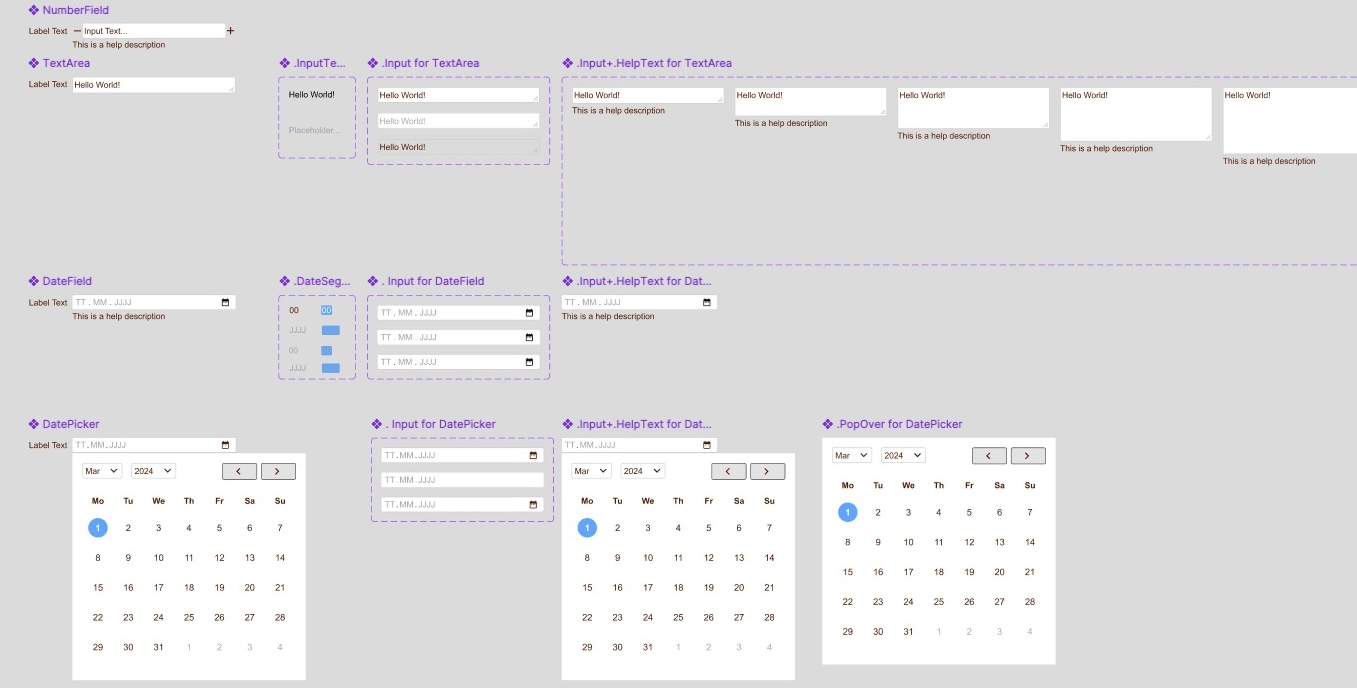 NumberField
Label Text Input Text...
This is a help description
TextArea .InputTe... .Input for TextArea .Input+.HelpText for TextArea
Label Text Hello World!
Hello World!
Placeholder...
Hello World!
Hello World!
Hello World!
Hello World! Hello World! Hello World! Hello World! Hello World!
This is a help description
This is a help description
This is a help description
This is a help description
This is a help description
DateField .DateSeg... . Input for DateField .Input+.HelpText for Dat...
Label Text TT . MM . JJJJ
This is a help description
00 00
JJJJ
00
JJJJ
TT . MM . JJJJ
TT . MM . JJJJ
TT . MM . JJJJ
TT . MM . JJJJ
This is a help description
DatePicker . Input for DatePicker .Input+.HelpText for Dat... .PopOver for DatePicker
Label Text TT.MM.JJJJ
Mar 2024
Mo Tu We Th Fr Sa Su
1 2 3 4 5 6 7
8 9 10 11 12 13 14
15 16 17 18 19 20 21
22 23 24 25 26 27 28
29 30 31 1 2 3 4
TT.MM.JJJJ
TT.MM.JJJJ
TT.MM.JJJJ
TT.MM.JJJJ
Mar 2024
Mo Tu We Th Fr Sa Su
1 2 3 4 5 6 7
8 9 10 11 12 13 14
15 16 17 18 19 20 21
22 23 24 25 26 27 28
29 30 31 1 2 3 4
Mar 2024
Mo Tu We Th Fr Sa Su
1 2 3 4 5 6 7
8 9 10 11 12 13 14
15 16 17 18 19 20 21
22 23 24 25 26 27 28
29 30 31 1 2 3 4